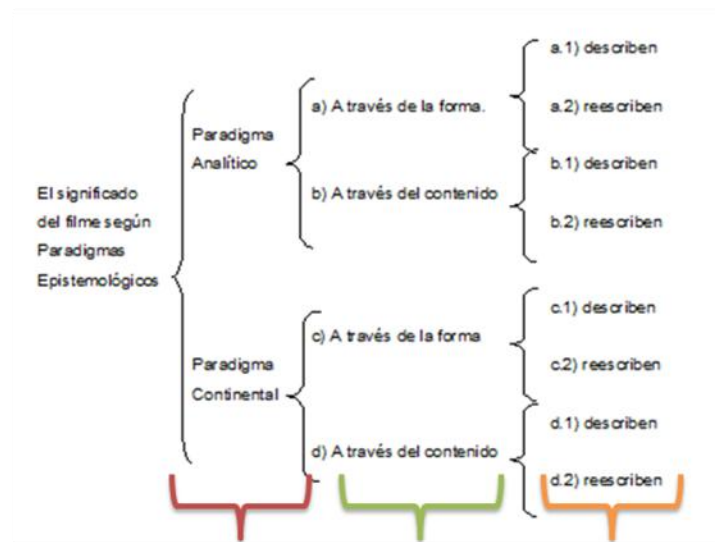 El significado
del filme según
Paradigmas
Epistemológicos
Paradigma
Analítico
a) A través de la forma.
a.1) describen
a.2) reescriben
b) A través del contenido
b.1) describen
b.2) reescriben
Paradigma
Continental
c) A través de la forma
c.1) describen
c.2) reescriben
d) A través del contenido
d.1) describen
d.2) reescriben